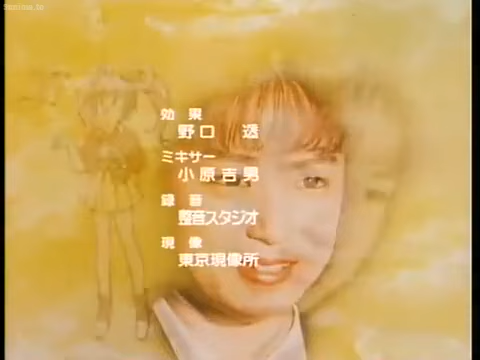 効果
野口 透
ミキサー
小原吉男
録音
整音スタジオ
現像
東京現像所